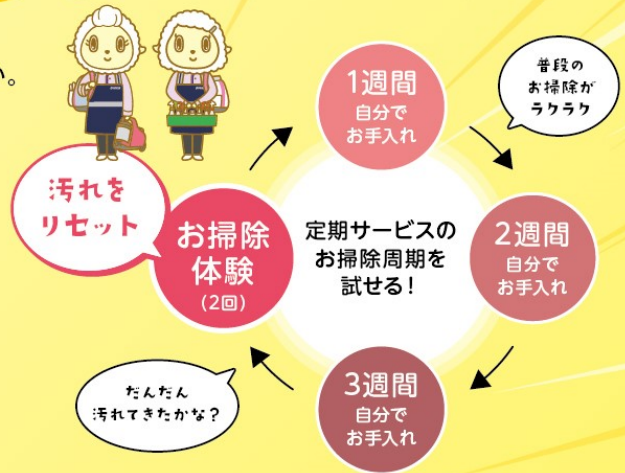 い。
汚れを
リセット
お掃除
体験
(2回)
1週間
自分で
お手入れ
普段の
お掃除が
ラクラク
定期サービスの
お掃除周期を
試せる!
2週間
自分で
お手入れ
3週間
自分で
お手入れ
だんだん
汚れてきたかな?